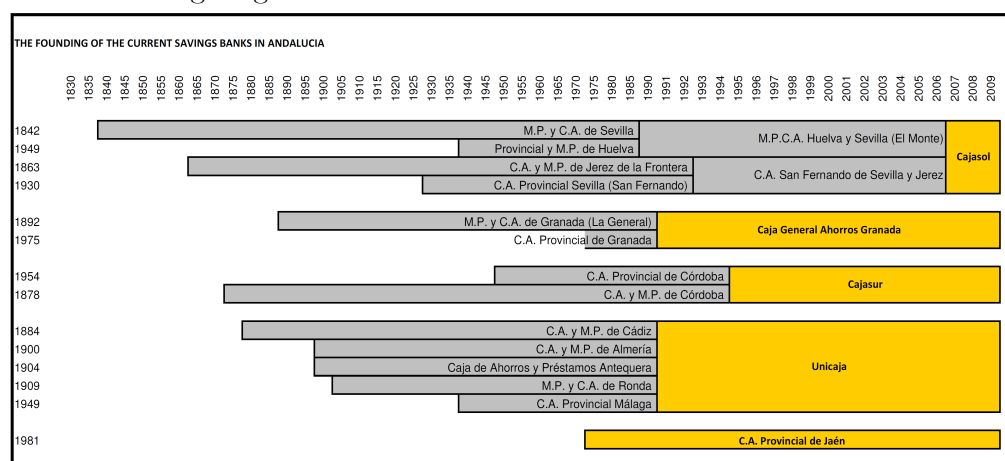 THE FOUNDING OF THE CURRENT SAVINGS BANKS IN ANDALUCIA
1830 1835 1840 1845 1850 1855 1860 1865 1870 1875 1880 1885 1890 1895 1900 1905 1910 1915 1920 1925 1930 1935 1940 1945 1950 1955 1960 1965 1970 1975 1980 1985 1990 1991 1992 1993 1994 1995 1996 1997 1998 1999 2000 2001 2002 2003 2004 2005 2006 2007 2008 2009
1842 M.P. y C.A. de Sevilla
M.P.C.A. Huelva y Sevilla (El Monte)
1949 Provincial y M.P. de Huelva
Cajasol
1863 C.A. y M.P. de Jerez de la Frontera
C.A. San Fernando de Sevilla y Jerez
1930 C.A. Provincial Sevilla (San Fernando)
1892 M.P. y C.A. de Granada (La General)
Caja General Ahorros Granada
1975 C.A. Provincial de Granada
1954 C.A. Provincial de Córdoba
Cajasur
1878 C.A. y M.P. de Córdoba
1884 C.A. y M.P. de Cádiz
1900 C.A. y M.P. de Almería
1904 Caja de Ahorros y Préstamos Antequera
Unicaja
1909 M.P. y C.A. de Ronda
1949 C.A. Provincial Málaga
1981 C.A. Provincial de Jaén